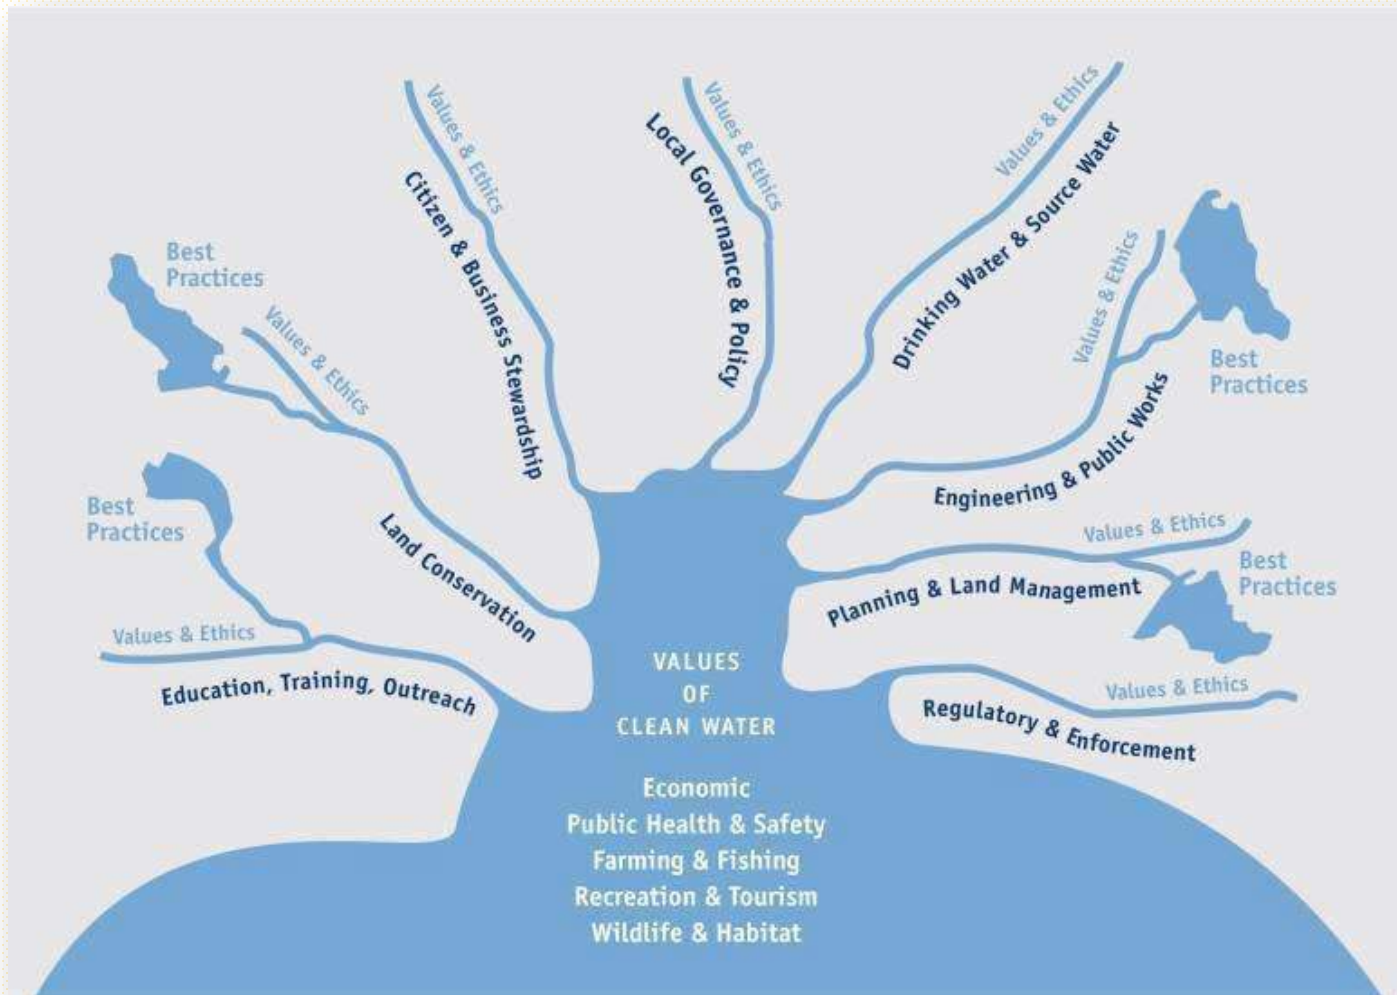 Values & Ethics
Citizen & Business Stewardship
Values & Ethics
Local Governance & Policy
Values & Ethics
Drinking Water & Source Water
Best
Practices
Values & Ethics
Land Conservation
Values & Ethics
Engineering & Public Works
Best
Practices
Best
Practices
Values & Ethics
Education, Training, Outreach
Values & Ethics
Planning & Land Management
Best
Practices
Values & Ethics
Regulatory & Enforcement
VALUES
OF
CLEAN WATER
Economic
Public Health & Safety
Farming & Fishing
Recreation & Tourism
Wildlife & Habitat